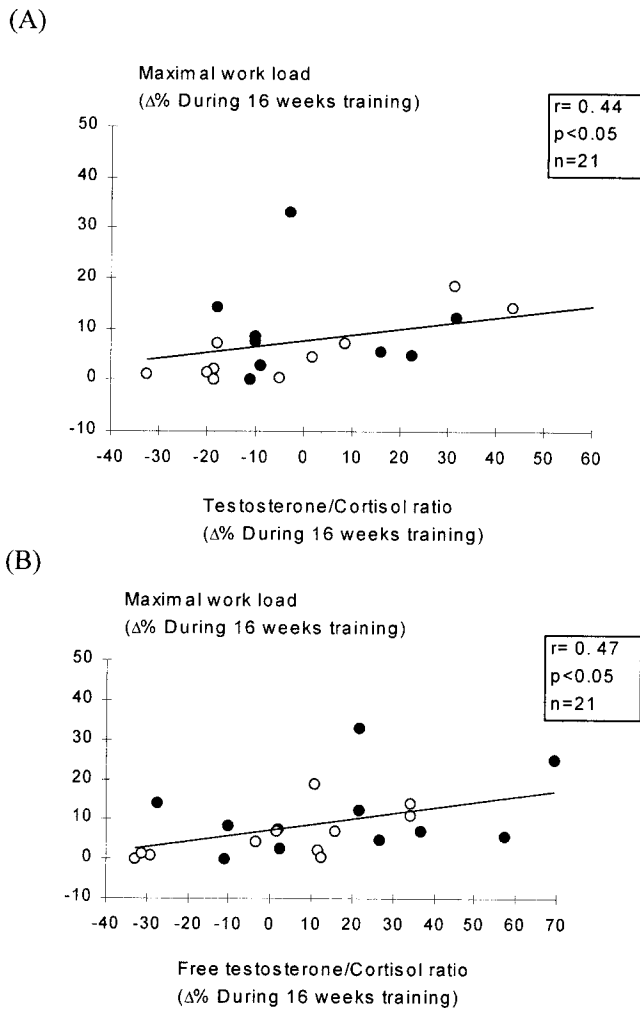 (A)
Maximal work load
(Δ% During 16 weeks training)
r= 0. 44
p<0.05
n=21
50
40
30
20
10
0
-10
-40 -30 -20 -10 0 10 20 30 40 50 60
Testosterone/Cortisol ratio
(Δ% During 16 weeks training)
(B)
Maximal work load
(Δ% During 16 weeks training)
r= 0. 47
p<0.05
n=21
50
40
30
20
10
0
-10
-40 -30 -20 -10 0 10 20 30 40 50 60 70
Free testosterone/Cortisol ratio
(Δ% During 16 weeks training)